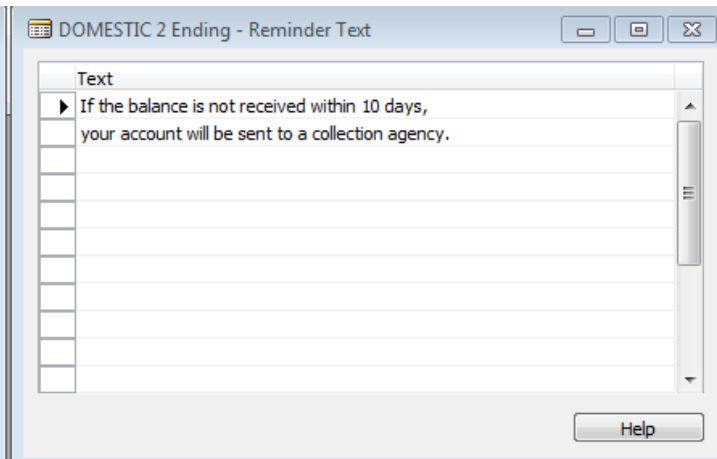 DOMESTIC 2 Ending - Reminder Text
Text
If the balance is not received within 10 days,
your account will be sent to a collection agency.
Help